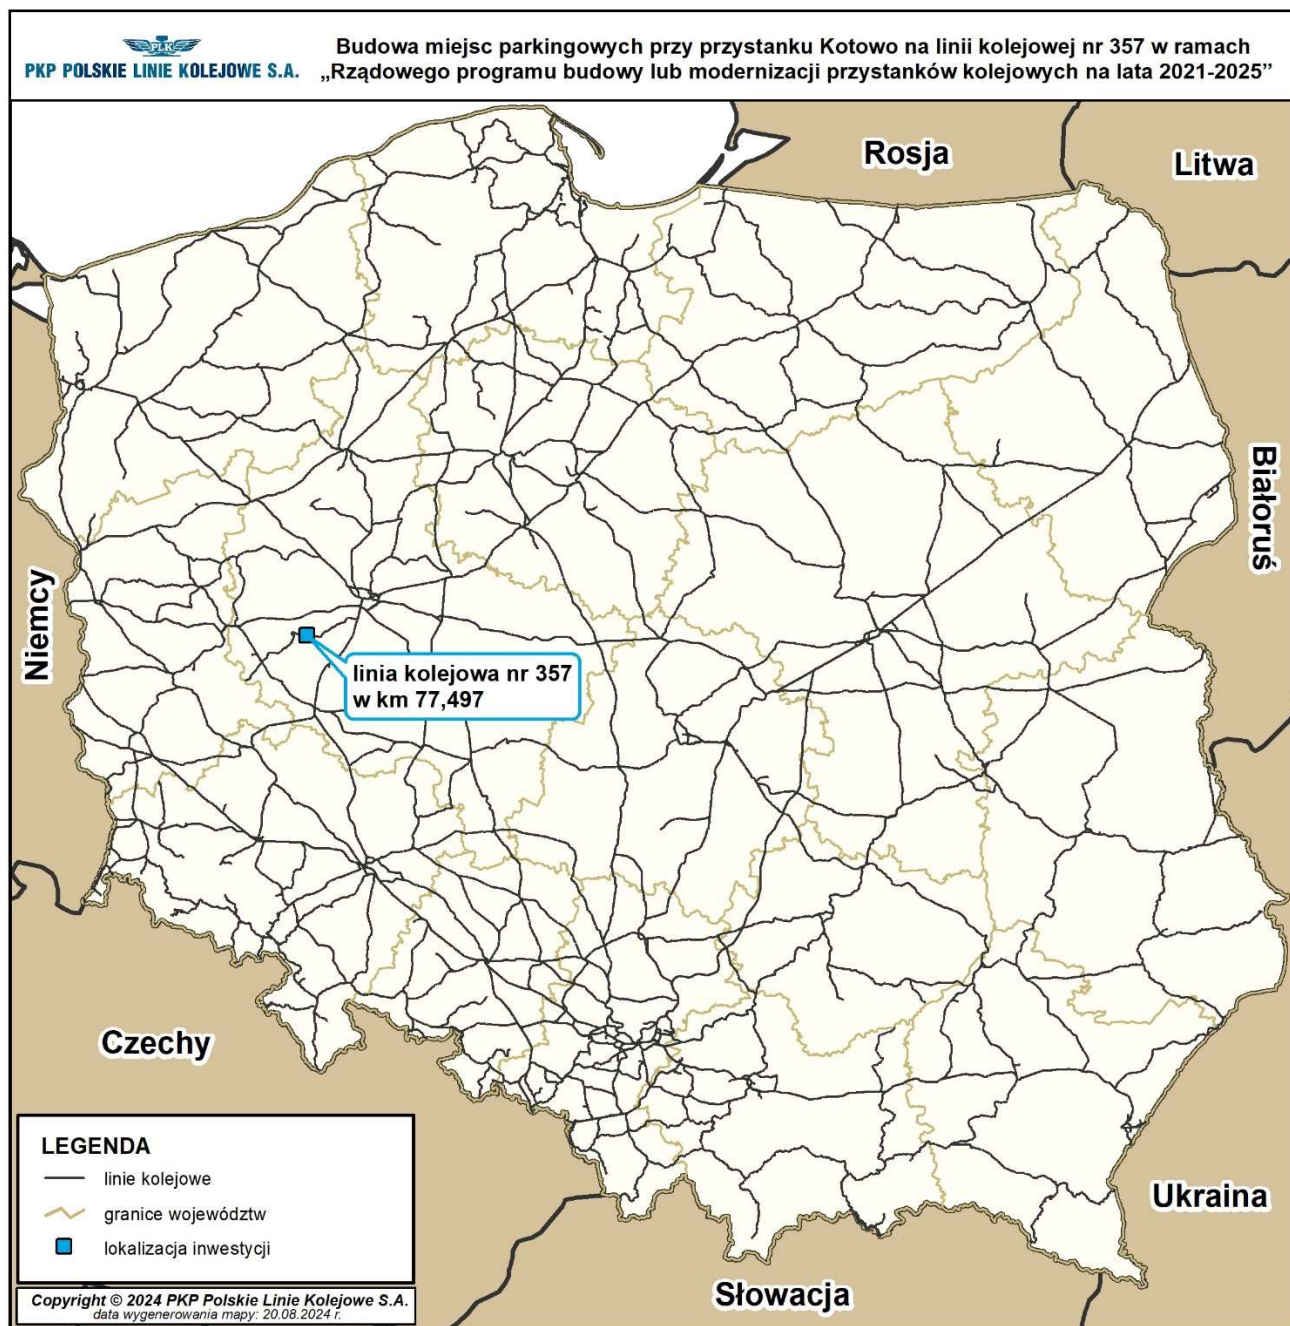 PLK
PKP POLSKIE LINIE KOLEJOWE S.A.
Budowa miejsc parkingowych przy przystanku Kotowo na linii kolejowej nr 357 w ramach
„Rządowego programu budowy lub modernizacji przystanków kolejowych na lata 2021-2025”
Rosja
Litwa
Białoruś
Niemcy
linia kolejowa nr 357
w km 77,497
Czechy
Ukraina
Słowacja
LEGENDA
linie kolejowe
granice województw
lokalizacja inwestycji
Copyright © 2024 PKP Polskie Linie Kolejowe S.A.
data wygenerowania mapy: 20.08.2024 r.